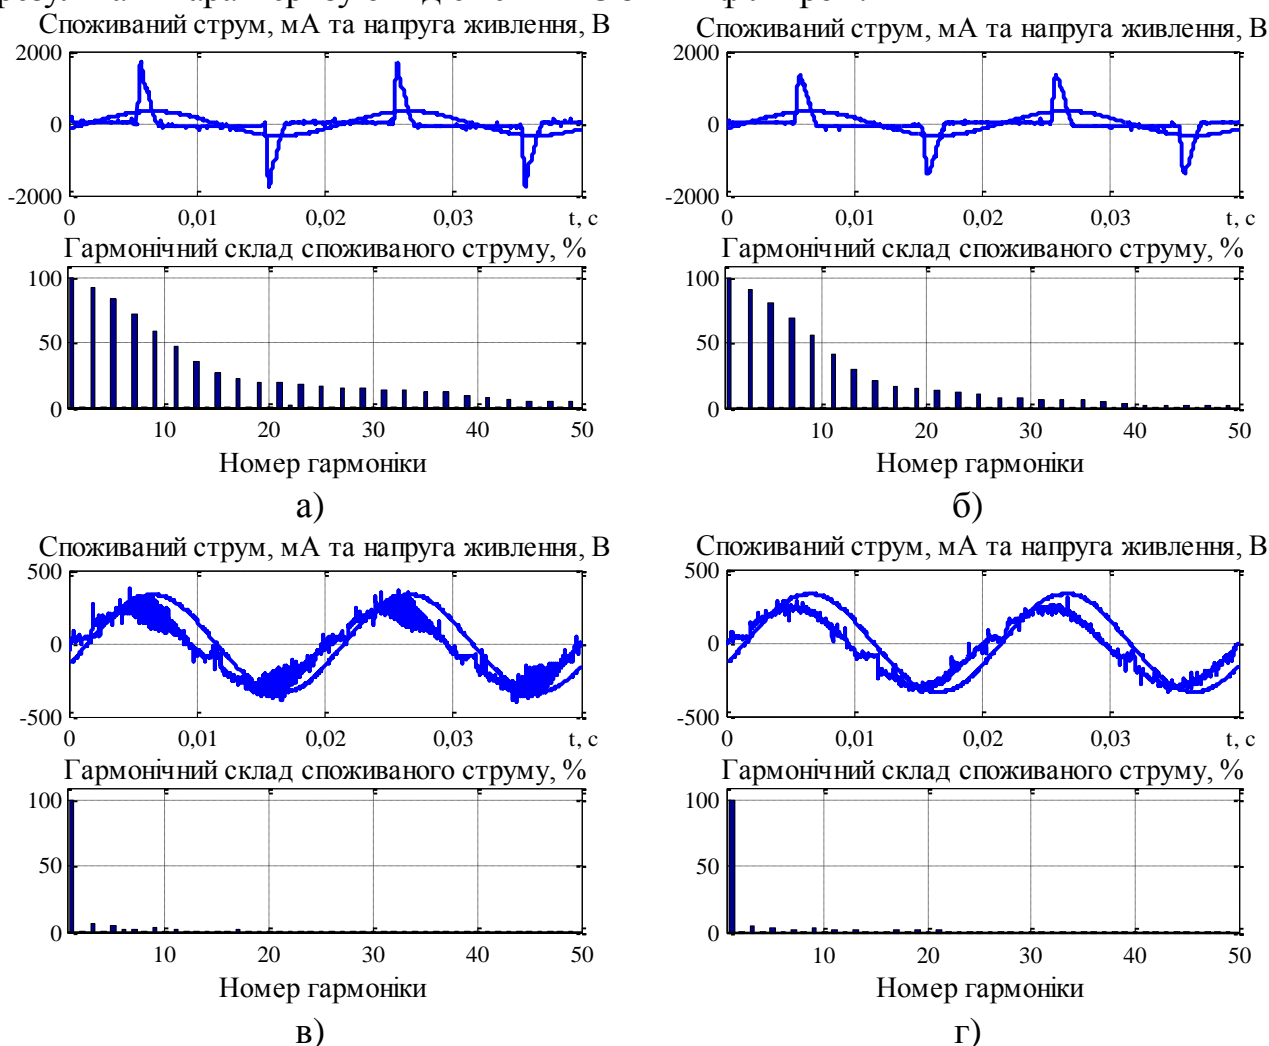 Споживаний струм, мА та напруга живлення, В
2000
0
-2000
0 0,01 0,02 0,03 t, с
Гармонічний склад споживаного струму, %
100
50
0
10 20 30 40 50
Номер гармоніки
а)
Споживаний струм, мА та напруга живлення, В
2000
0
-2000
0 0,01 0,02 0,03 t, с
Гармонічний склад споживаного струму, %
100
50
0
10 20 30 40 50
Номер гармоніки
б)
Споживаний струм, мА та напруга живлення, В
500
0
-500
0 0,01 0,02 0,03 t, с
Гармонічний склад споживаного струму, %
100
50
0
10 20 30 40 50
Номер гармоніки
в)
Споживаний струм, мА та напруга живлення, В
500
0
-500
0 0,01 0,02 0,03 t, с
Гармонічний склад споживаного струму, %
100
50
0
10 20 30 40 50
Номер гармоніки
г)